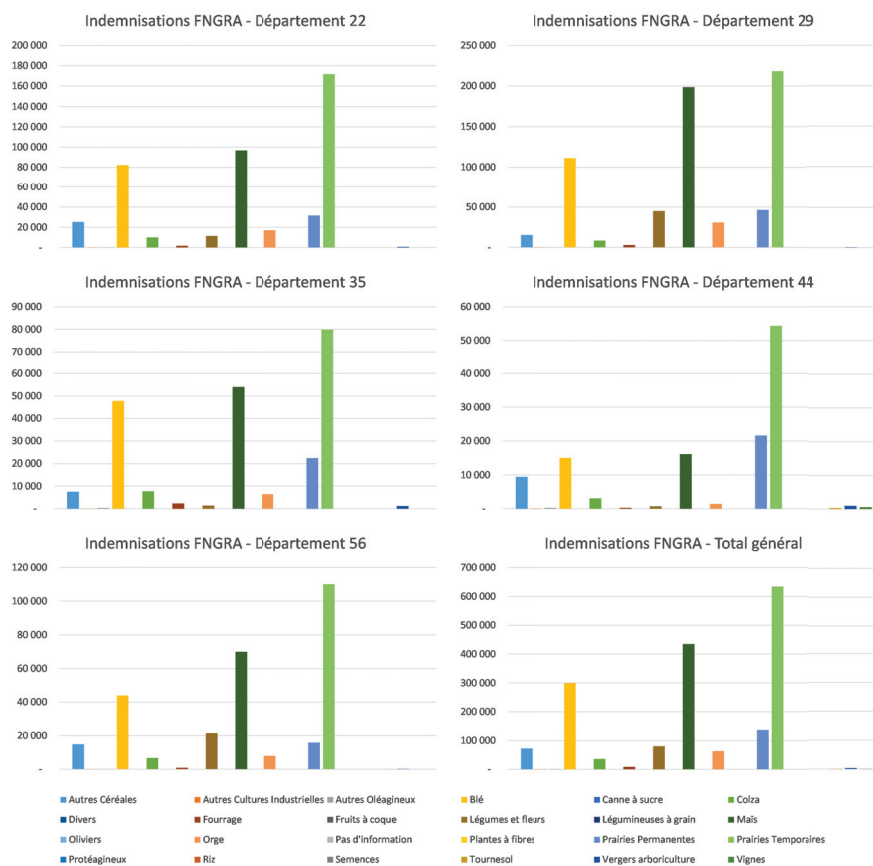 Indemnisations FNGRA - Département 22
200 000
180 000
160 000
140 000
120 000
100 000
80 000
60 000
40 000
20 000
-
Indemnisations FNGRA - Département 29
250 000
200 000
150 000
100 000
50 000
-
Indemnisations FNGRA - Département 35
90 000
80 000
70 000
60 000
50 000
40 000
30 000
20 000
10 000
-
Indemnisations FNGRA - Département 44
60 000
50 000
40 000
30 000
20 000
10 000
-
Indemnisations FNGRA - Département 56
120 000
100 000
80 000
60 000
40 000
20 000
-
Indemnisations FNGRA - Total général
700 000
600 000
500 000
400 000
300 000
200 000
100 000
-
Autres Céréales
Autres Cultures Industrielles
Autres Oléagineux
Blé
Canne à sucre
Colza
Divers
Fourrage
Fruits à coque
Légumes et fleurs
Légumineuses à grain
Maïs
Oliviers
Orge
Pas d'information
Plantes à fibres
Prairies Permanentes
Prairies Temporaires
Protéagineux
Riz
Semences
Tournesol
Vergers arboriculture
Vignes